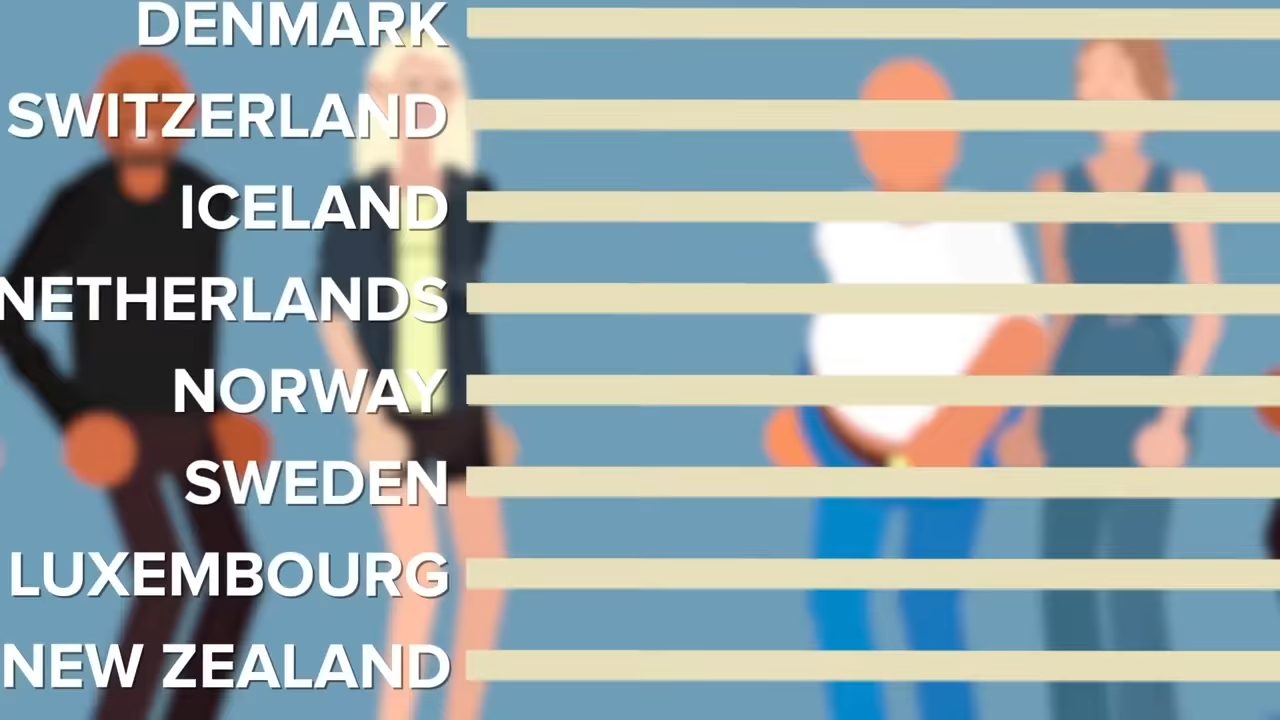 DENMARK
SWITZERLAND
ICELAND
NETHERLANDS
NORWAY
SWEDEN
LUXEMBOURG
NEW ZEALAND